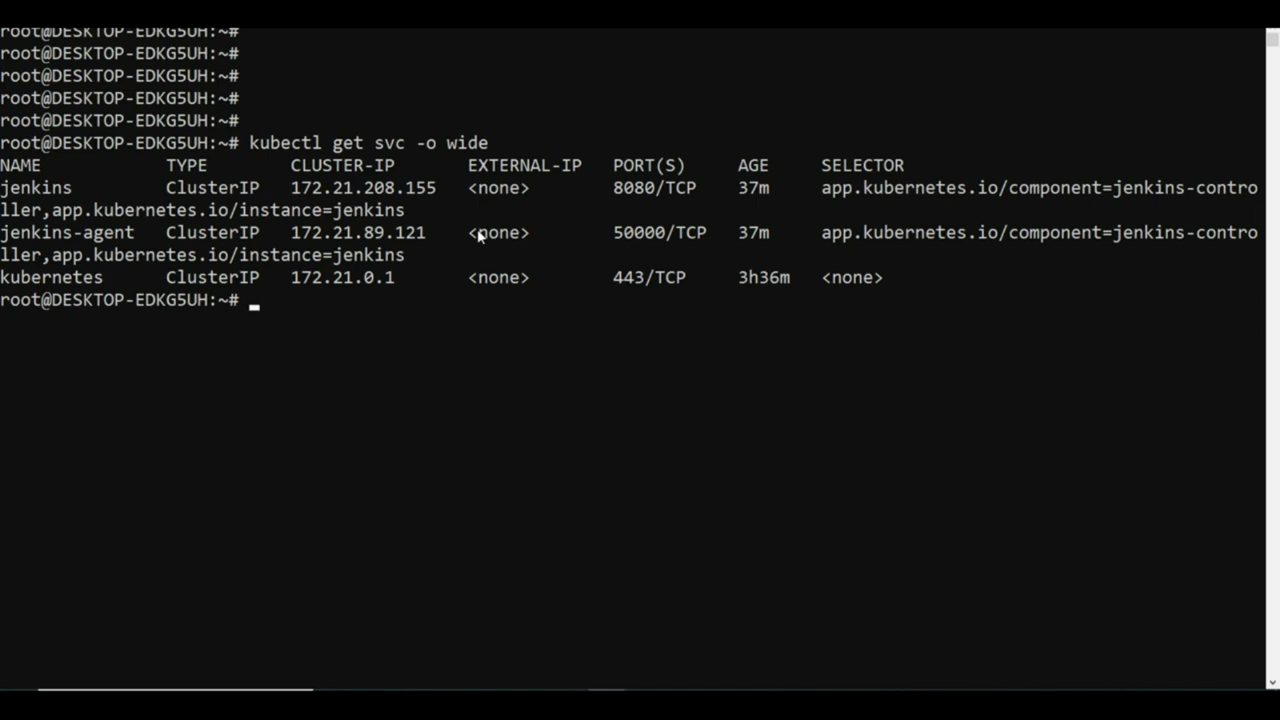 root@DESKTOP-EDKG5UH:~#
root@DESKTOP-EDKG5UH:~#
root@DESKTOP-EDKG5UH:~#
root@DESKTOP-EDKG5UH:~#
root@DESKTOP-EDKG5UH:~#
root@DESKTOP-EDKG5UH:~# kubectl get svc -o wide
NAME TYPE CLUSTER-IP EXTERNAL-IP PORT(S) AGE SELECTOR
jenkins ClusterIP 172.21.208.155 <none> 8080/TCP 37m app.kubernetes.io/component=jenkins-contro
ller,app.kubernetes.io/instance=jenkins
jenkins-agent ClusterIP 172.21.89.121 <none> 50000/TCP 37m app.kubernetes.io/component=jenkins-contro
ller,app.kubernetes.io/instance=jenkins
kubernetes ClusterIP 172.21.0.1 <none> 443/TCP 3h36m <none>
root@DESKTOP-EDKG5UH:~#